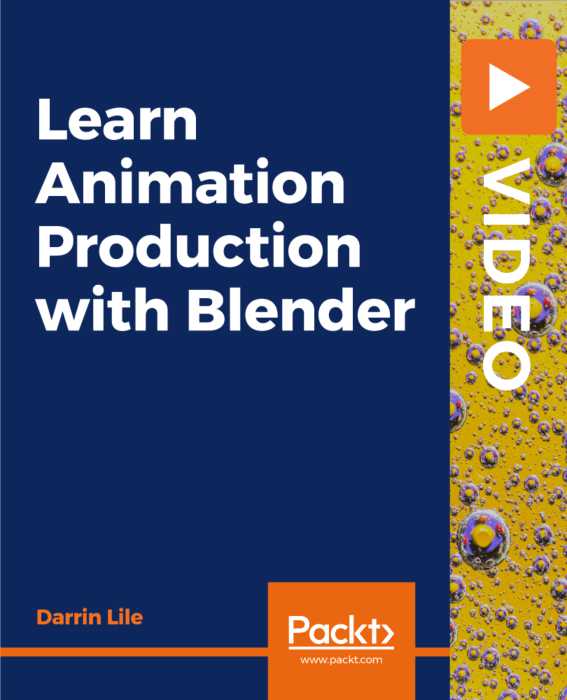 Learn
Animation
Production
with Blender
VIDEO
Darrin Lile
Packt>
www.packt.com